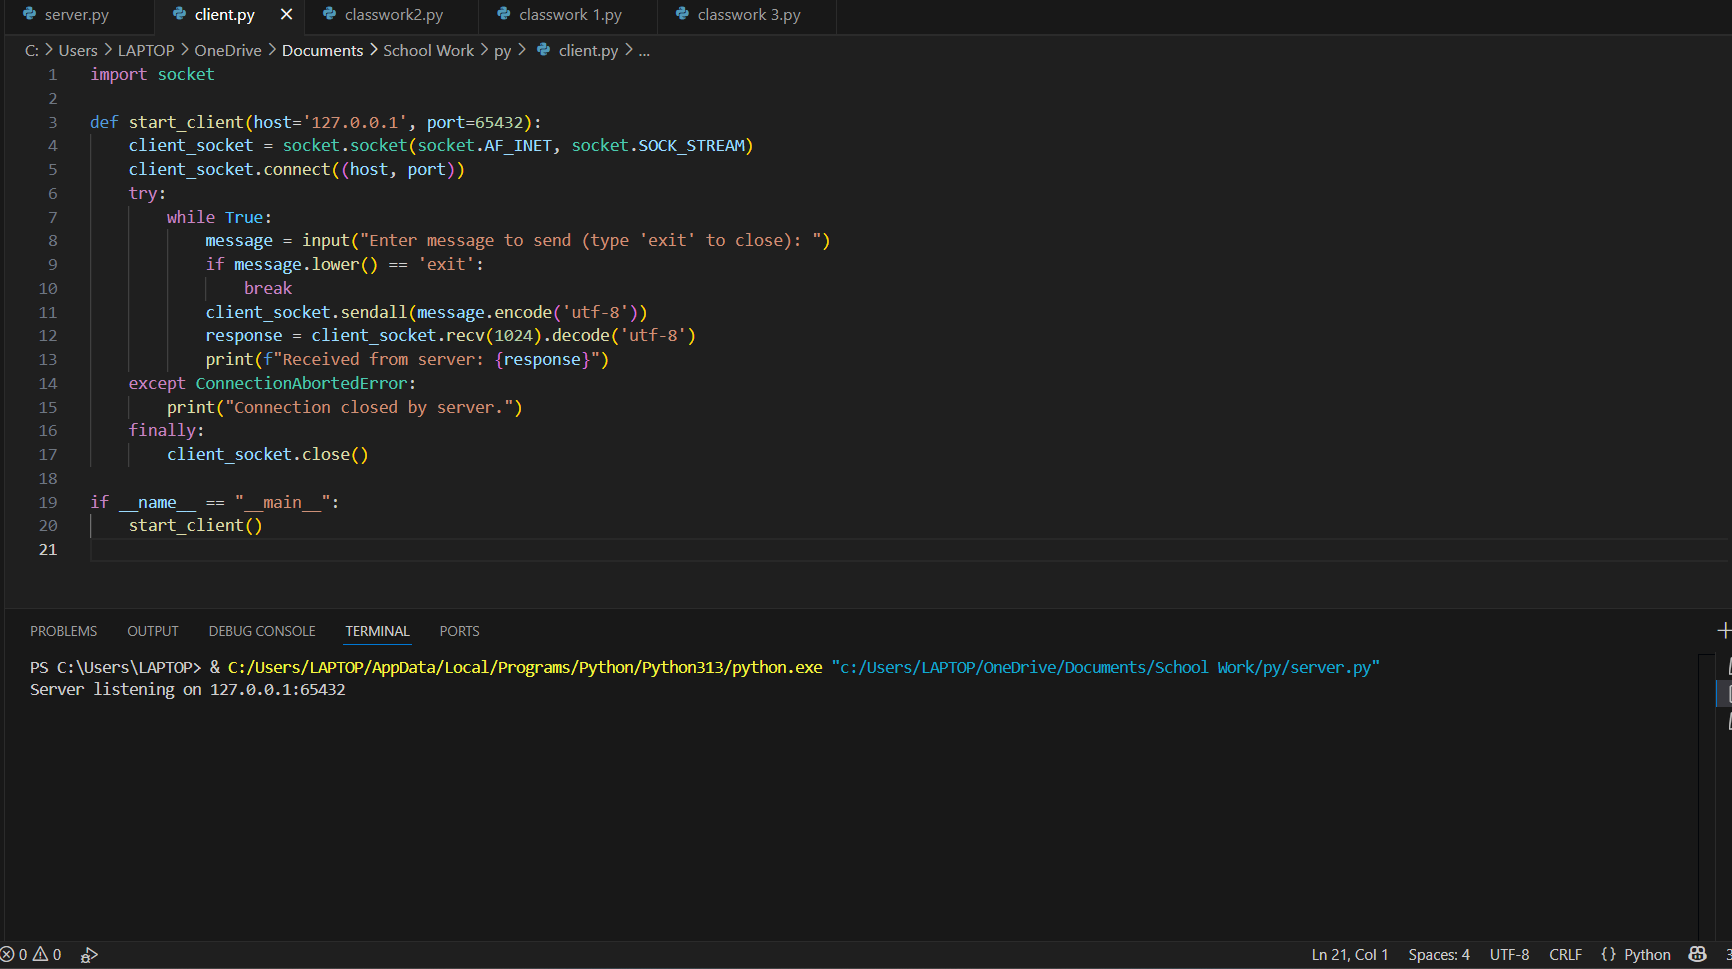 server.py client.py classwork2.py classwork 1.py classwork 3.py
C: > Users > LAPTOP > OneDrive > Documents > School Work > py > client.py > ...
1 import socket
2
3 def start_client(host='127.0.0.1', port=65432):
4     client_socket = socket.socket(socket.AF_INET, socket.SOCK_STREAM)
5     client_socket.connect((host, port))
6     try:
7         while True:
8             message = input("Enter message to send (type 'exit' to close): ")
9             if message.lower() == 'exit':
10                 break
11             client_socket.sendall(message.encode('utf-8'))
12             response = client_socket.recv(1024).decode('utf-8')
13             print(f"Received from server: {response}")
14     except ConnectionAbortedError:
15         print("Connection closed by server.")
16     finally:
17         client_socket.close()
18
19 if __name__ == "__main__":
20     start_client()
21
PROBLEMS OUTPUT DEBUG CONSOLE TERMINAL PORTS
PS C:\Users\LAPTOP> & C:/Users/LAPTOP/AppData/Local/Programs/Python/Python313/python.exe "c:/Users/LAPTOP/OneDrive/Documents/School Work/py/server.py"
Server listening on 127.0.0.1:65432
0 0 Ln 21, Col 1 Spaces: 4 UTF-8 CRLF {} Python